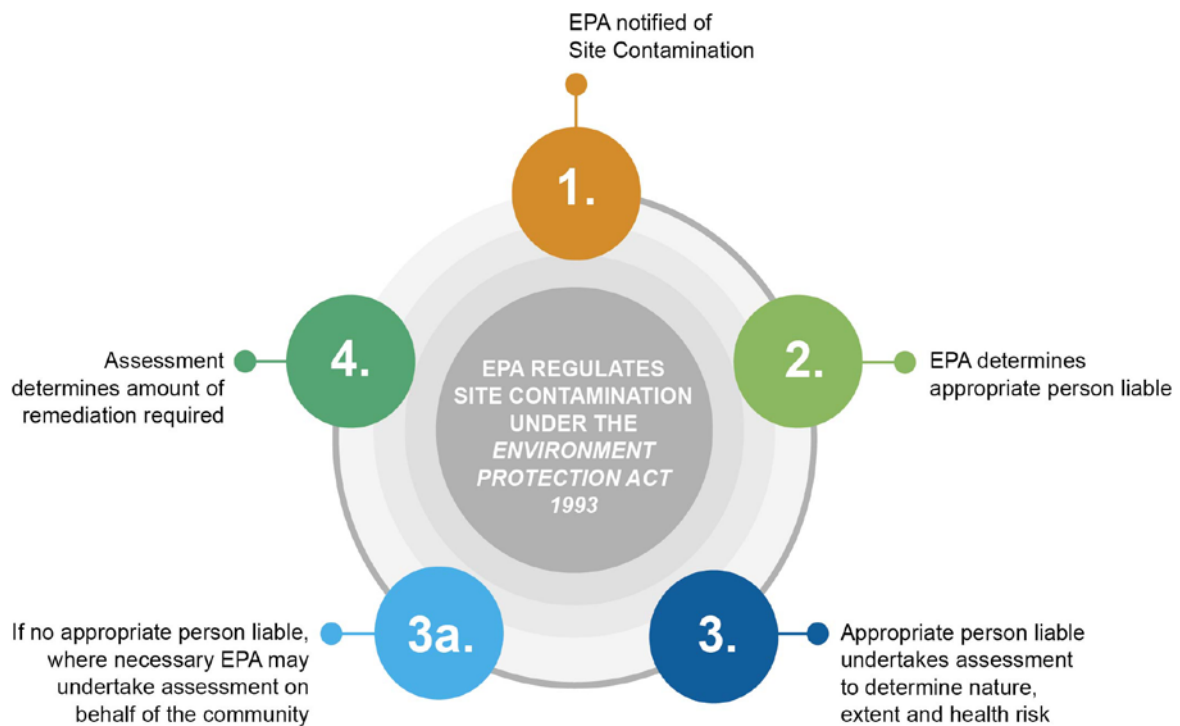 EPA notified of
Site Contamination
1.
2.
EPA determines
appropriate person liable
3.
Appropriate person liable
undertakes assessment
to determine nature,
extent and health risk
3a.
If no appropriate person liable,
where necessary EPA may
undertake assessment on
behalf of the community
4.
Assessment
determines amount of
remediation required
EPA REGULATES
SITE CONTAMINATION
UNDER THE
ENVIRONMENT
PROTECTION ACT
1993